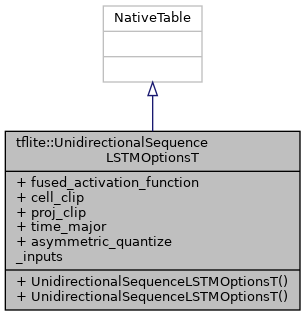 NativeTable
tflite::UnidirectionalSequence
LSTMOptionsT
+ fused_activation_function
+ cell_clip
+ proj_clip
+ time_major
+ asymmetric_quantize
_inputs
+ UnidirectionalSequenceLSTMOptionsT()
+ UnidirectionalSequenceLSTMOptionsT()